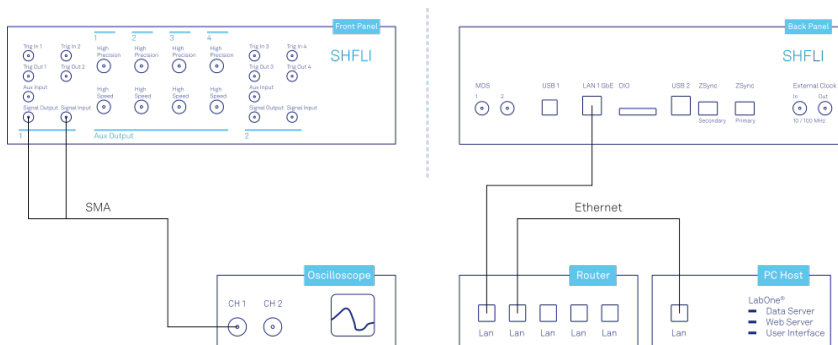 Front Panel
1 2 3 4
Trig In 1 Trig In 2 High Precision High Precision High Precision High Precision Trig In 3 Trig In 4
SHFLI
Trig Out 1 Trig Out 2 Trig Out 3 Trig Out 4
Aux Input High Speed High Speed High Speed High Speed Aux Input
Signal Output Signal Input Signal Output Signal Input
1 Aux Output 2
Back Panel
SHFLI
MDS USB 1 LAN 1 GbE DIO USB 2 ZSync ZSync External Clock
1 2 In Out
Secondary Primary 10 / 100 MHz
SMA
Ethernet
Oscilloscope
CH 1 CH 2
Router
Lan Lan Lan Lan Lan
PC Host
LabOne®
Data Server
Web Server
User Interface
Lan